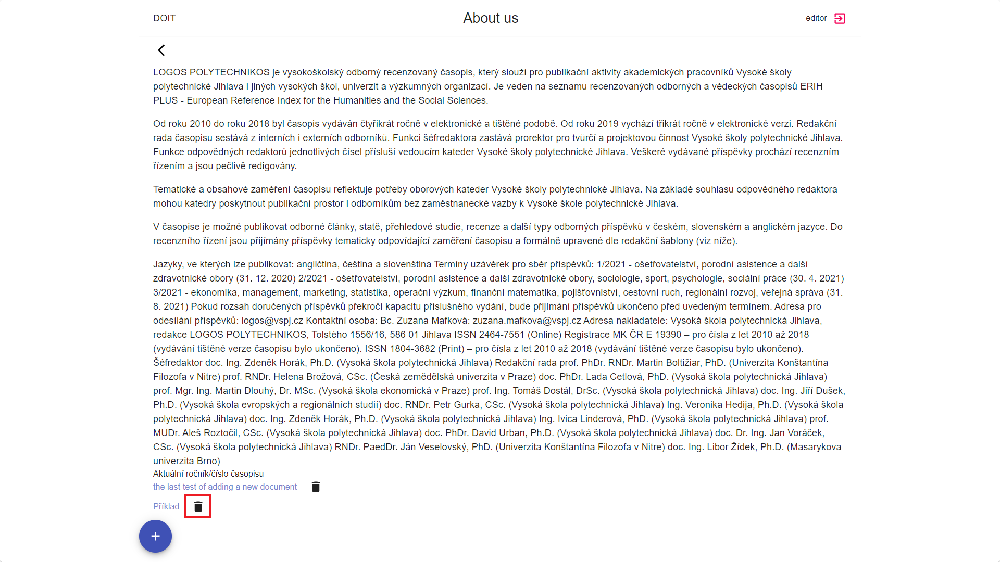 DOIT
About us
editor
LOGOS POLYTECHNIKOS je vysokoškolský odborný recenzovaný časopis, který slouží pro publikační aktivity akademických pracovníků Vysoké školy
polytechnické Jihlava i jiných vysokých škol, univerzit a výzkumných organizací. Je veden na seznamu recenzovaných odborných a vědeckých časopisů ERIH
PLUS - European Reference Index for the Humanities and the Social Sciences.
Od roku 2010 do roku 2018 byl časopis vydáván čtyřikrát ročně v elektronické a tištěné podobě. Od roku 2019 vychází třikrát ročně v elektronické verzi. Redakční
rada časopisu sestává z interních i externích odborníků. Funkci šéfredaktora zastává prorektor pro tvůrčí a projektovou činnost Vysoké školy polytechnické Jihlava.
Funkce odpovědných redaktorů jednotlivých čísel přísluší vedoucím kateder Vysoké školy polytechnické Jihlava. Veškeré vydávané příspěvky prochází recenzním
řízením a jsou pečlivě redigovány.
Tematické a obsahové zaměření časopisu reflektuje potřeby oborových kateder Vysoké školy polytechnické Jihlava. Na základě souhlasu odpovědného redaktora
mohou katedry poskytnout publikační prostor i odborníkům bez zaměstnanecké vazby k Vysoké škole polytechnické Jihlava.
V časopise je možné publikovat odborné články, statě, přehledové studie, recenze a další typy odborných příspěvků v českém, slovenském a anglickém jazyce. Do
recenzního řízení jsou přijímány příspěvky tematicky odpovídající zaměření časopisu a formálně upravené dle redakční šablony (viz níže).
Jazyky, ve kterých lze publikovat: angličtina, čeština a slovenština Termíny uzávěrek pro sběr příspěvků: 1/2021 - ošetřovatelství, porodní asistence a další
zdravotnické obory (31. 12. 2020) 2/2021 - ošetřovatelství, porodní asistence a další zdravotnické obory, sociologie, sport, psychologie, sociální práce (30. 4. 2021)
3/2021 - ekonomika, management, marketing, statistika, operační výzkum, finanční matematika, pojišťovniství, cestovní ruch, regionální rozvoj, veřejná správa (31.
8. 2021) Pokud rozsah doručených příspěvků překročí kapacitu příslušného vydání, bude přijímání příspěvků ukončeno před uvedeným termínem. Adresa pro
odesílání příspěvků: logos@vspj.cz Kontaktní osoba: Bc. Zuzana Mafková: zuzana.mafkova@vspj.cz Adresa nakladatele: Vysoká škola polytechnická Jihlava,
redakce LOGOS POLYTECHNIKOS, Tolstého 1556/16, 586 01 Jihlava ISSN 2464-7551 (Online) Registrace MK ČR E 19390 – pro čísla z let 2010 až 2018
(vydávání tištěné verze časopisu bylo ukončeno). ISSN 1804-3682 (Print) – pro čísla z let 2010 až 2018 (vydávání tištěné verze časopisu bylo ukončeno).
Šéfredaktor doc. Ing. Zdeněk Horák, Ph.D. (Vysoká škola polytechnická Jihlava) Redakční rada prof. PhDr. RNDr. Martin Boltižiar, PhD. (Univerzita Konštantína
Filozofa v Nitre) prof. RNDr. Helena Brožová, CSc. (Česká zemědělská univerzita v Praze) doc. PhDr. Lada Cetlová, PhD. (Vysoká škola polytechnická Jihlava)
prof. Mgr. Ing. Martin Dlouhý, Dr. MSc. (Vysoká škola ekonomická v Praze) prof. Ing. Tomáš Dostál, DrSc. (Vysoká škola polytechnická Jihlava) doc. Ing. Jiří Dušek,
Ph.D. (Vysoká škola evropských a regionálních studií) doc. RNDr. Petr Gurka, CSc. (Vysoká škola polytechnická Jihlava) Ing. Veronika Hedija, Ph.D. (Vysoká škola
polytechnická Jihlava) doc. Ing. Zdeněk Horák, Ph.D. (Vysoká škola polytechnická Jihlava) Ing. Ivica Linderová, PhD. (Vysoká škola polytechnická Jihlava) prof.
MUDr. Aleš Roztočil, CSc. (Vysoká škola polytechnická Jihlava) doc. PhDr. David Urban, Ph.D. (Vysoká škola polytechnická Jihlava) doc. Dr. Ing. Jan Voráček,
CSc. (Vysoká škola polytechnická Jihlava) RNDr. PaedDr. Ján Veselovský, PhD. (Univerzita Konštantína Filozofa v Nitre) doc. Ing. Libor Žídek, Ph.D. (Masarykova
univerzita Brno)
Aktuální ročník/číslo časopisu
the last test of adding a new document
Příklad